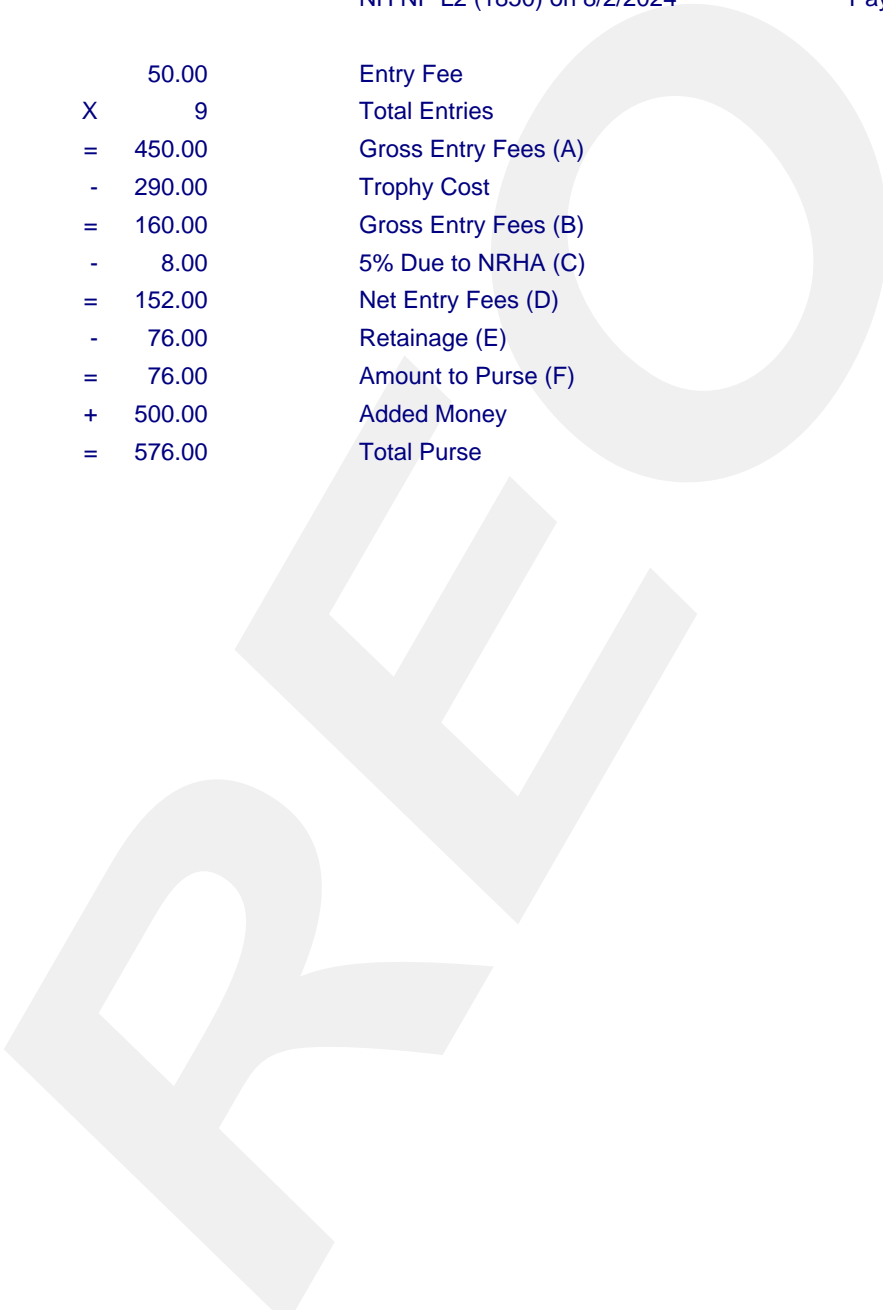 50.00 Entry Fee
X 9 Total Entries
= 450.00 Gross Entry Fees (A)
- 290.00 Trophy Cost
= 160.00 Gross Entry Fees (B)
- 8.00 5% Due to NRHA (C)
= 152.00 Net Entry Fees (D)
- 76.00 Retainage (E)
= 76.00 Amount to Purse (F)
+ 500.00 Added Money
= 576.00 Total Purse
REO